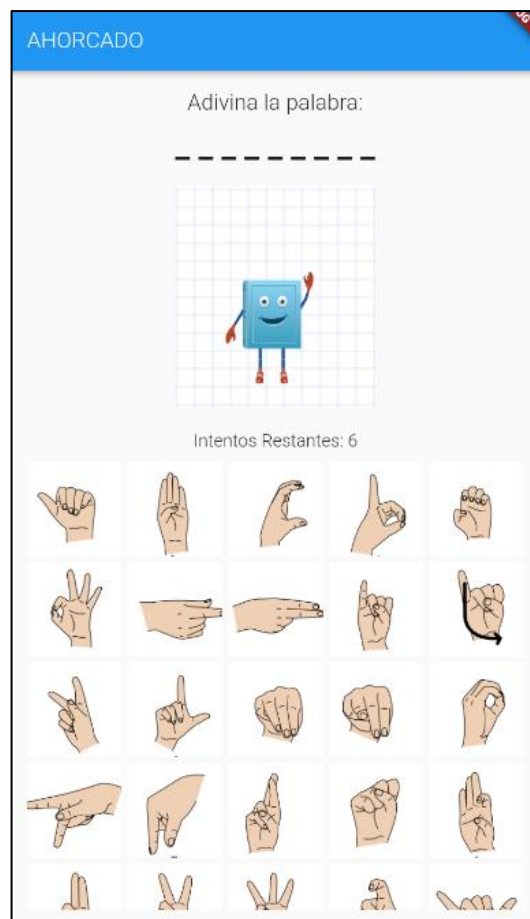 AHORCADO
Adivina la palabra:
_ _ _ _ _ _ _ _ _
Intentos Restantes: 6